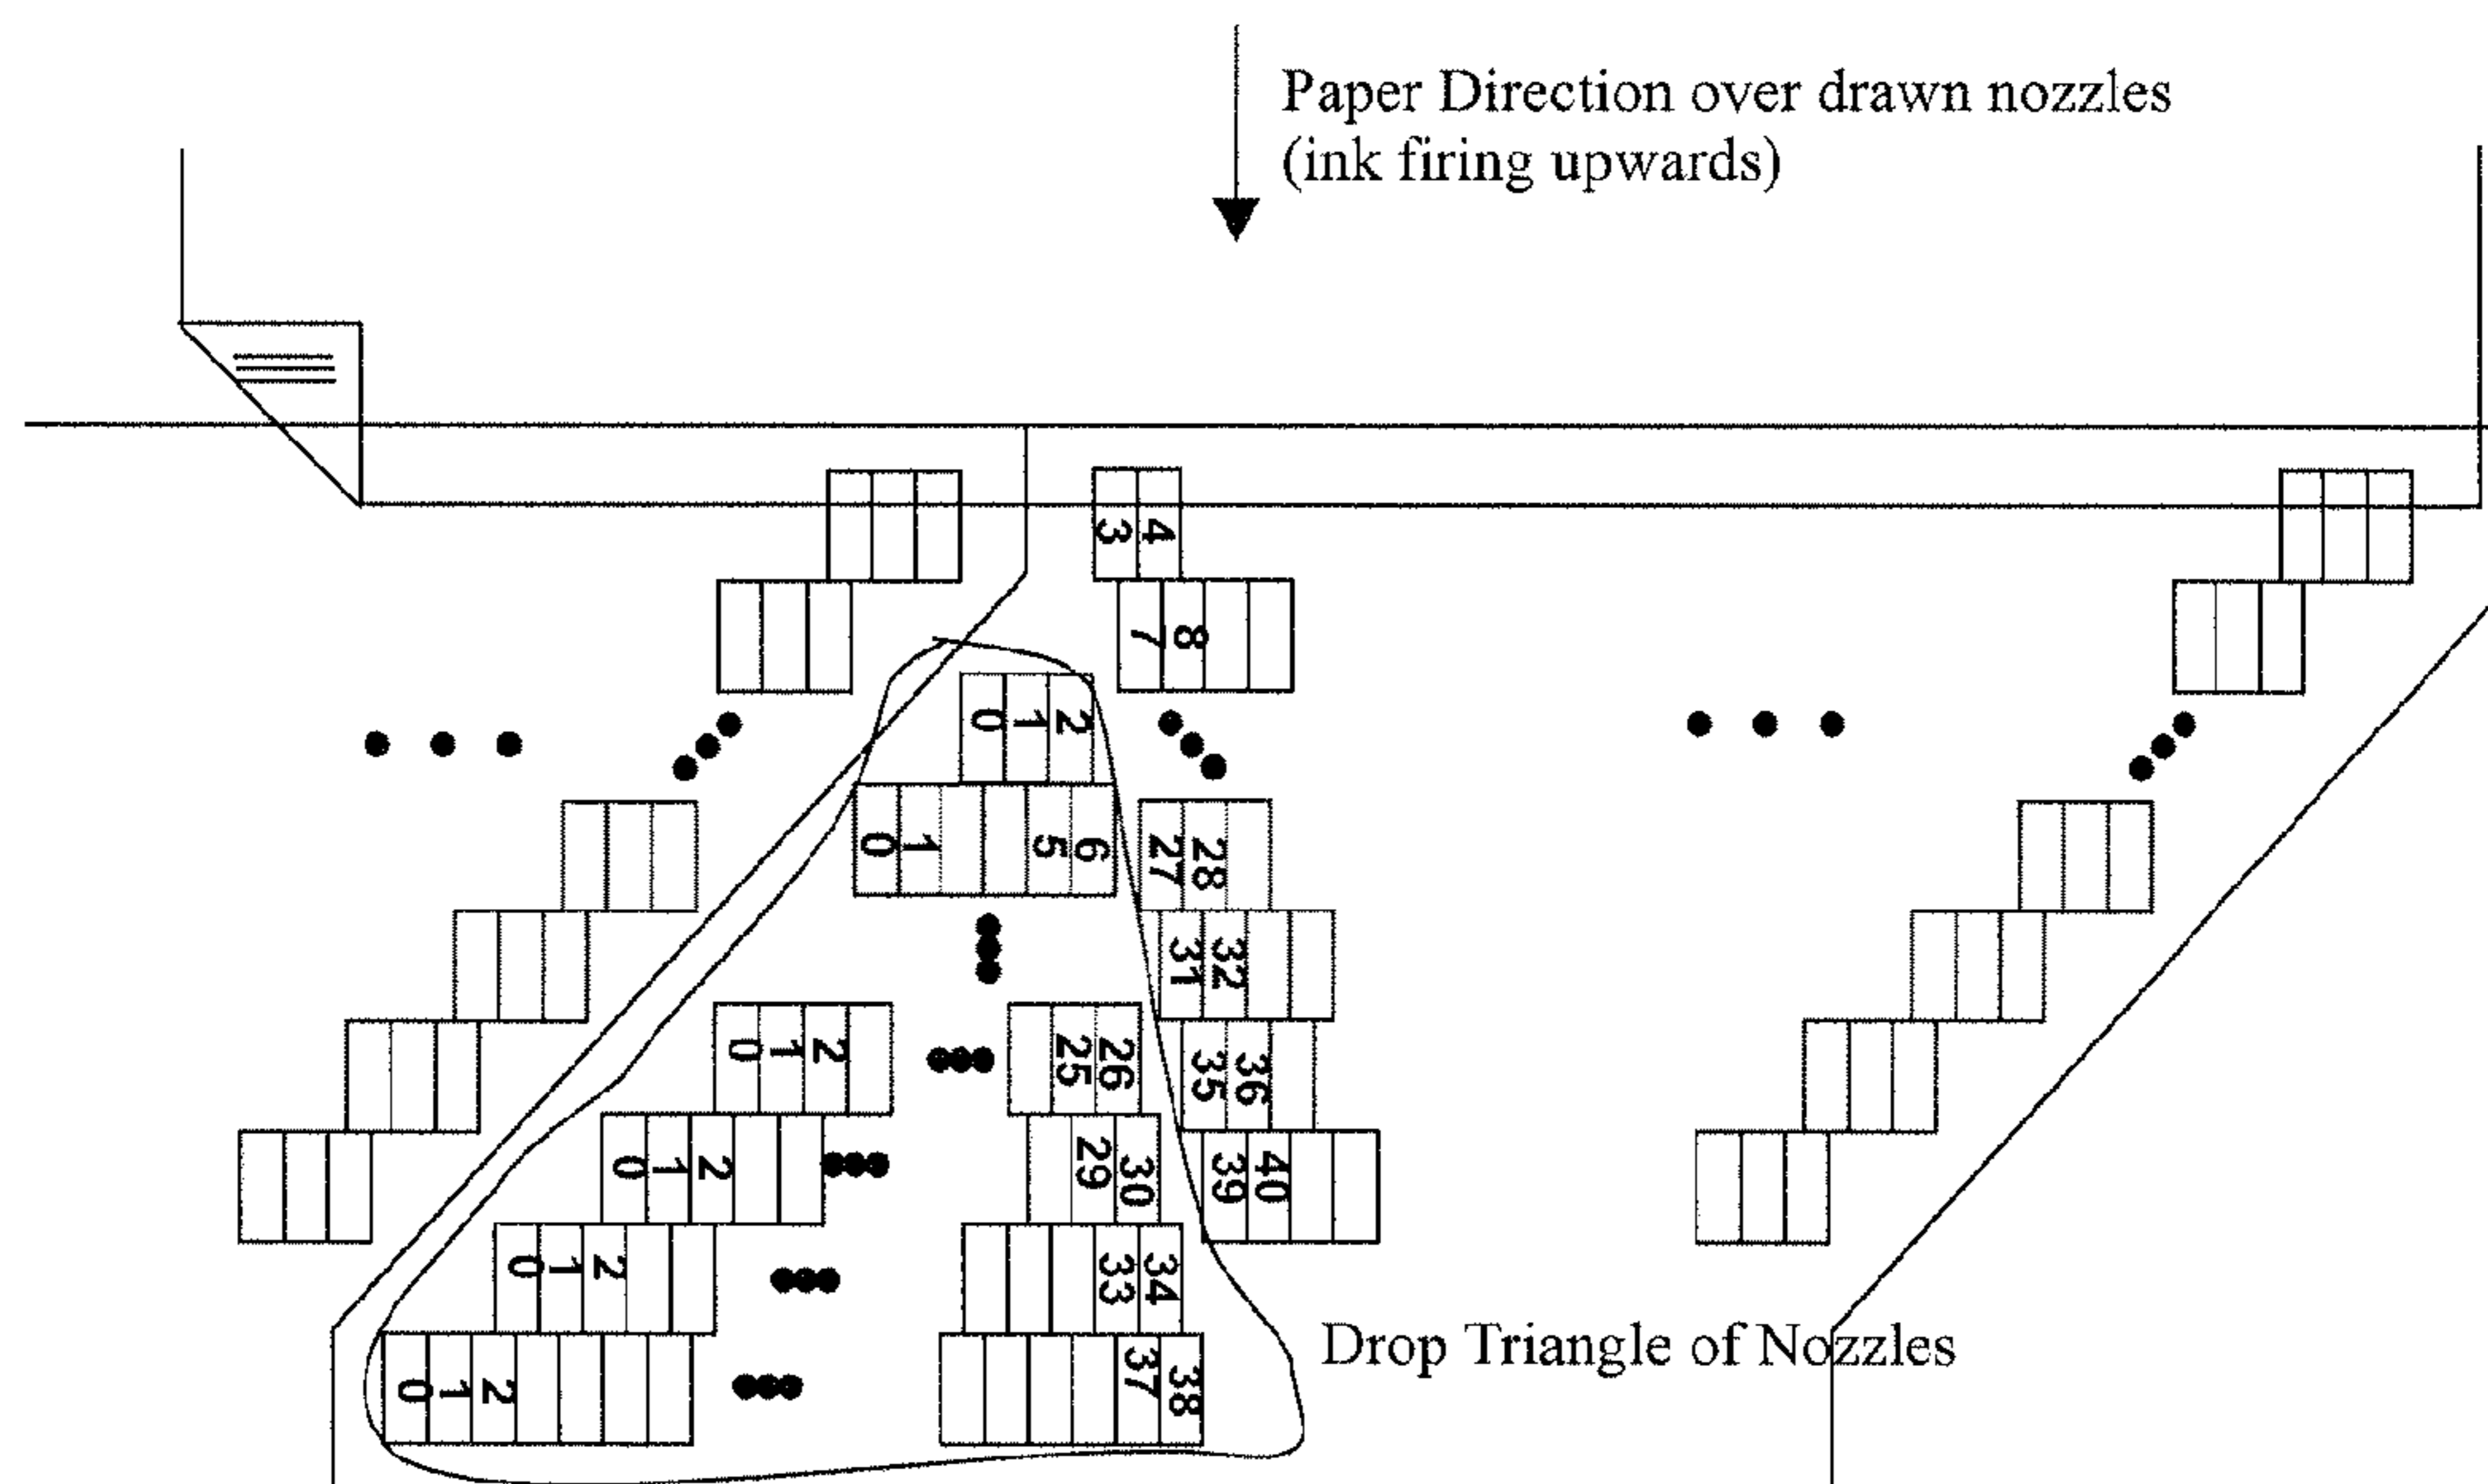 Paper Direction over drawn nozzles
(ink firing upwards)
3 4
7 8
0 1 2
0 1 5 6
27 28
31 32
0 1 2 25 26
35 36
0 1 2 29 30
39 40
0 1 2 33 34
Drop Triangle of Nozzles
0 1 2 37 38